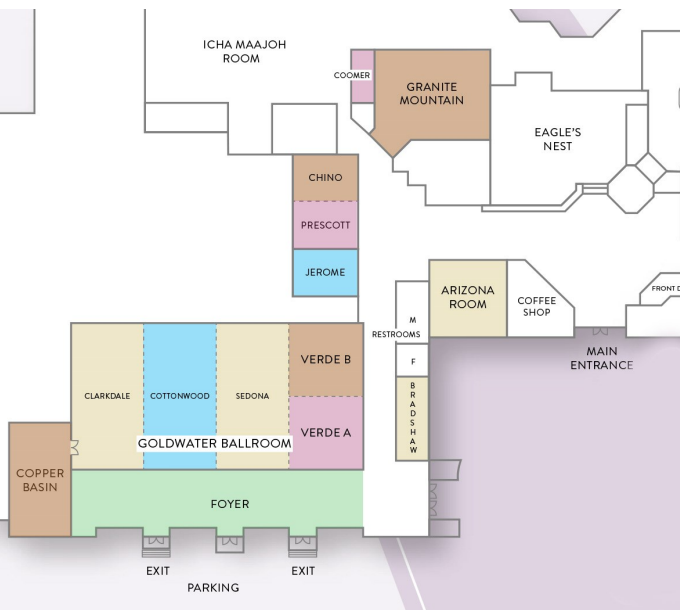 ICHA MAAJOH
ROOM
COOMER
GRANITE
MOUNTAIN
EAGLE'S
NEST
CHINO
PRESCOTT
JEROME
ARIZONA
ROOM
COFFEE
SHOP
FRONT D
M
RESTROOMS
F
MAIN
ENTRANCE
BRADSHAW
VERDE B
CLARKDALE
COTTONWOOD
SEDONA
VERDE A
GOLDWATER BALLROOM
COPPER
BASIN
FOYER
EXIT
EXIT
PARKING